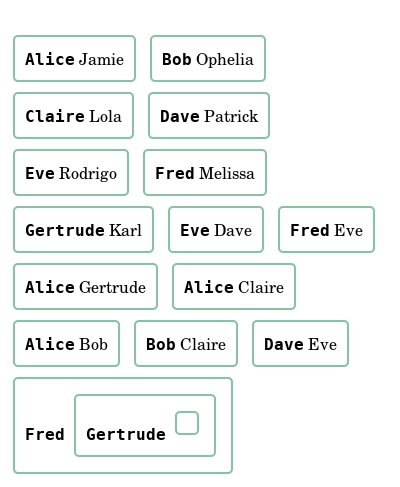 Alice Jamie Bob Ophelia
Claire Lola Dave Patrick
Eve Rodrigo Fred Melissa
Gertrude Karl Eve Dave Fred Eve
Alice Gertrude Alice Claire
Alice Bob Bob Claire Dave Eve
Fred Gertrude